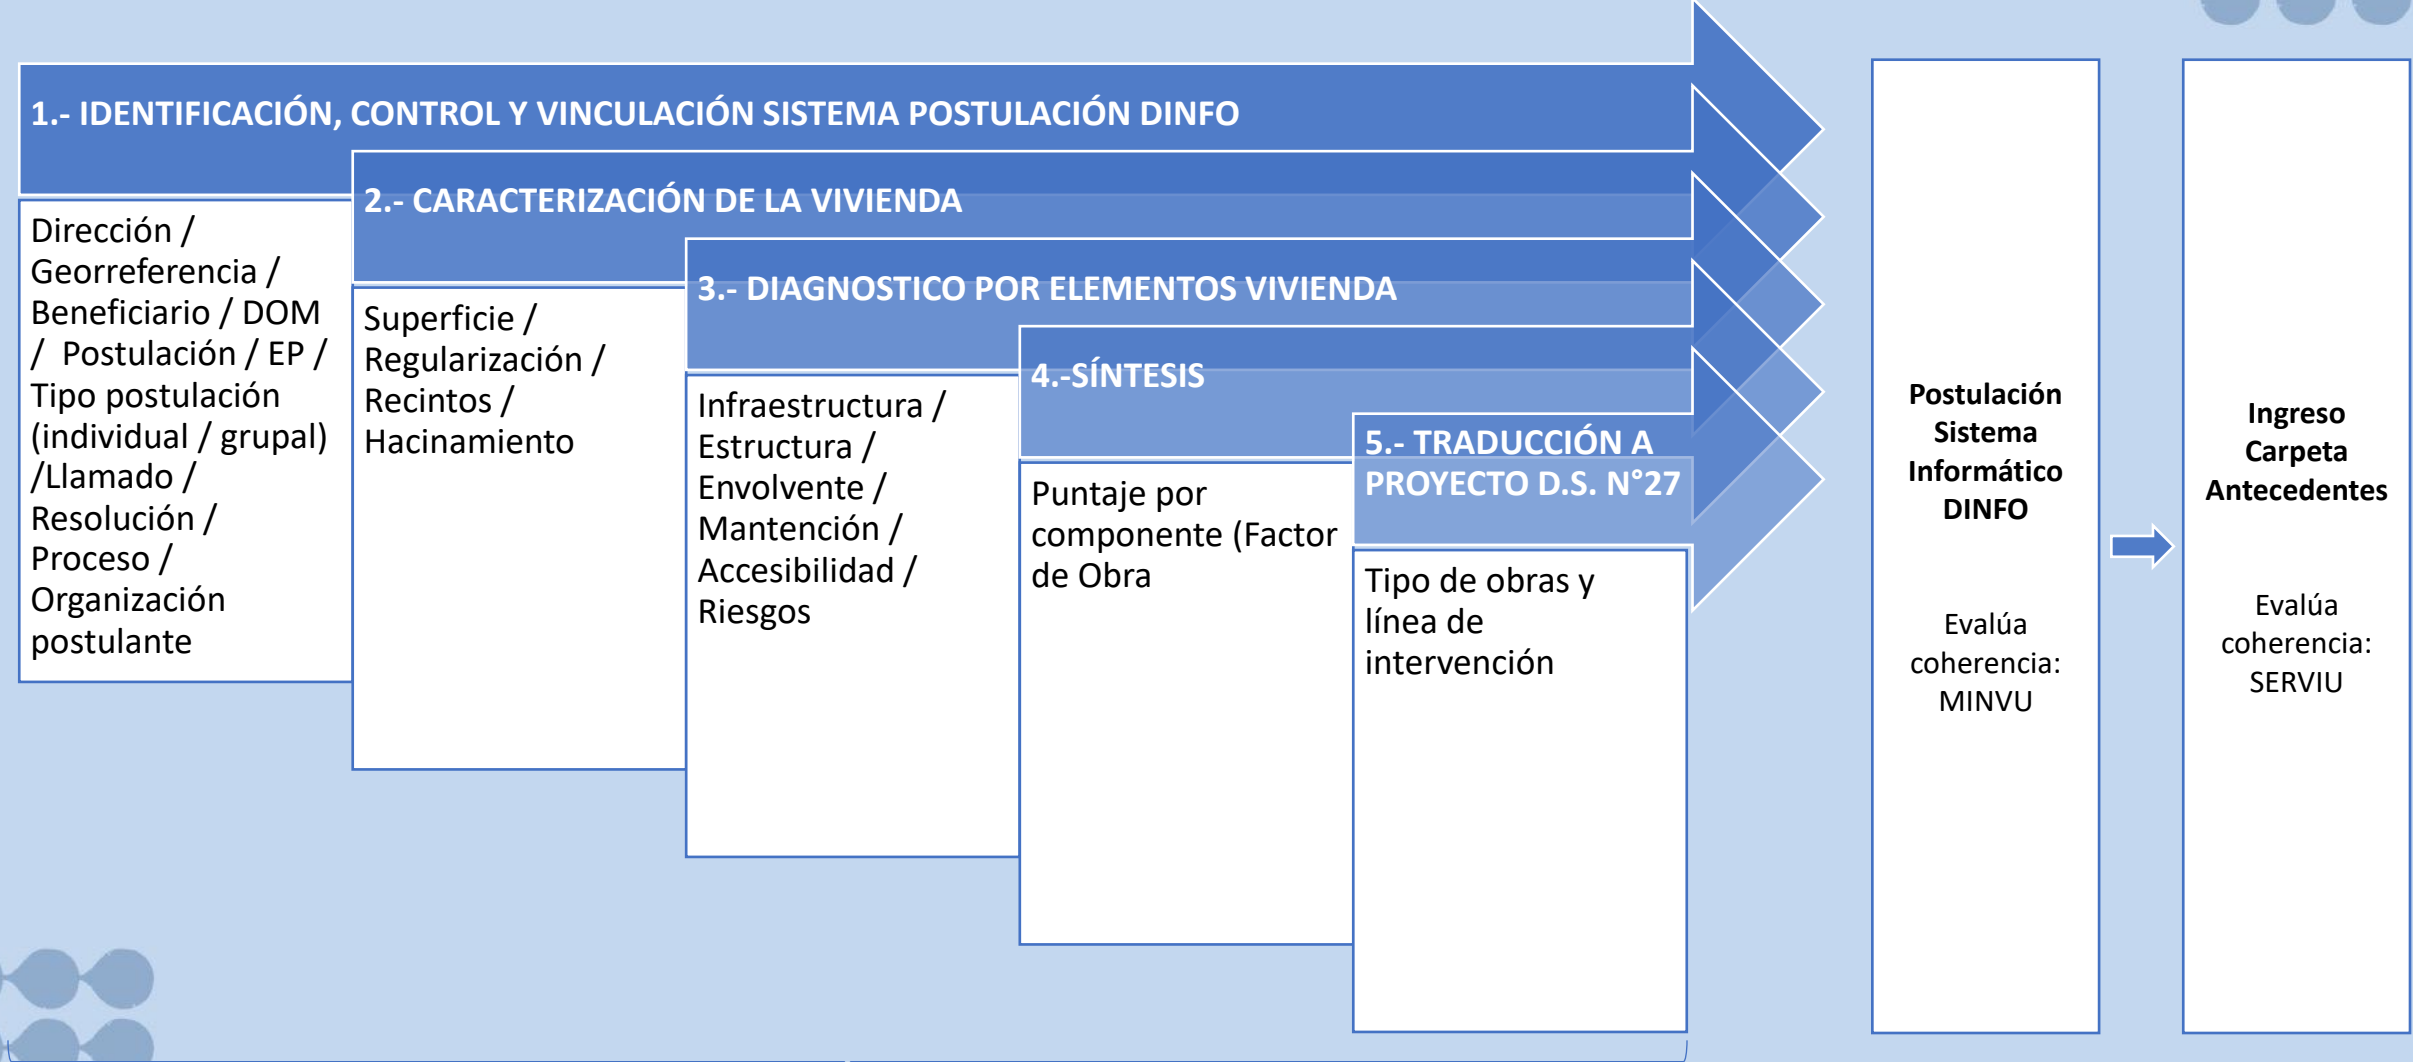 1.- IDENTIFICACIÓN, CONTROL Y VINCULACIÓN SISTEMA POSTULACIÓN DINFO
Dirección /
Georreferencia /
Beneficiario / DOM
/ Postulación / EP /
Tipo postulación
(individual / grupal)
/Llamado /
Resolución /
Proceso /
Organización
postulante
2.- CARACTERIZACIÓN DE LA VIVIENDA
Superficie /
Regularización /
Recintos /
Hacinamiento
3.- DIAGNOSTICO POR ELEMENTOS VIVIENDA
Infraestructura /
Estructura /
Envolvente /
Mantención /
Accesibilidad /
Riesgos
4.-SÍNTESIS
Puntaje por
componente (Factor
de Obra
5.- TRADUCCIÓN A
PROYECTO D.S. N°27
Tipo de obras y
línea de
intervención
Postulación
Sistema
Informático
DINFO
Evalúa
coherencia:
MINVU
Ingreso
Carpeta
Antecedentes
Evalúa
coherencia:
SERVIU